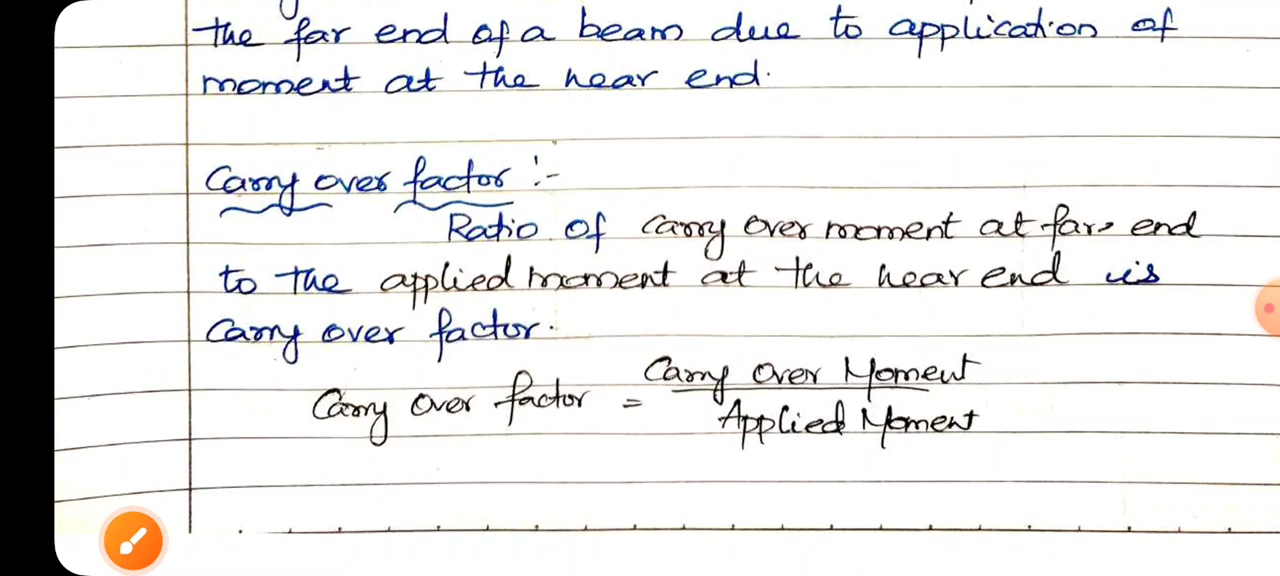 the far end of a beam due to application of
moment at the near end.
Carry over factor :-
Ratio of carry over moment at far end
to the applied moment at the near end is
Carry over factor.
Carry over factor = Carry Over Moment
Applied Moment